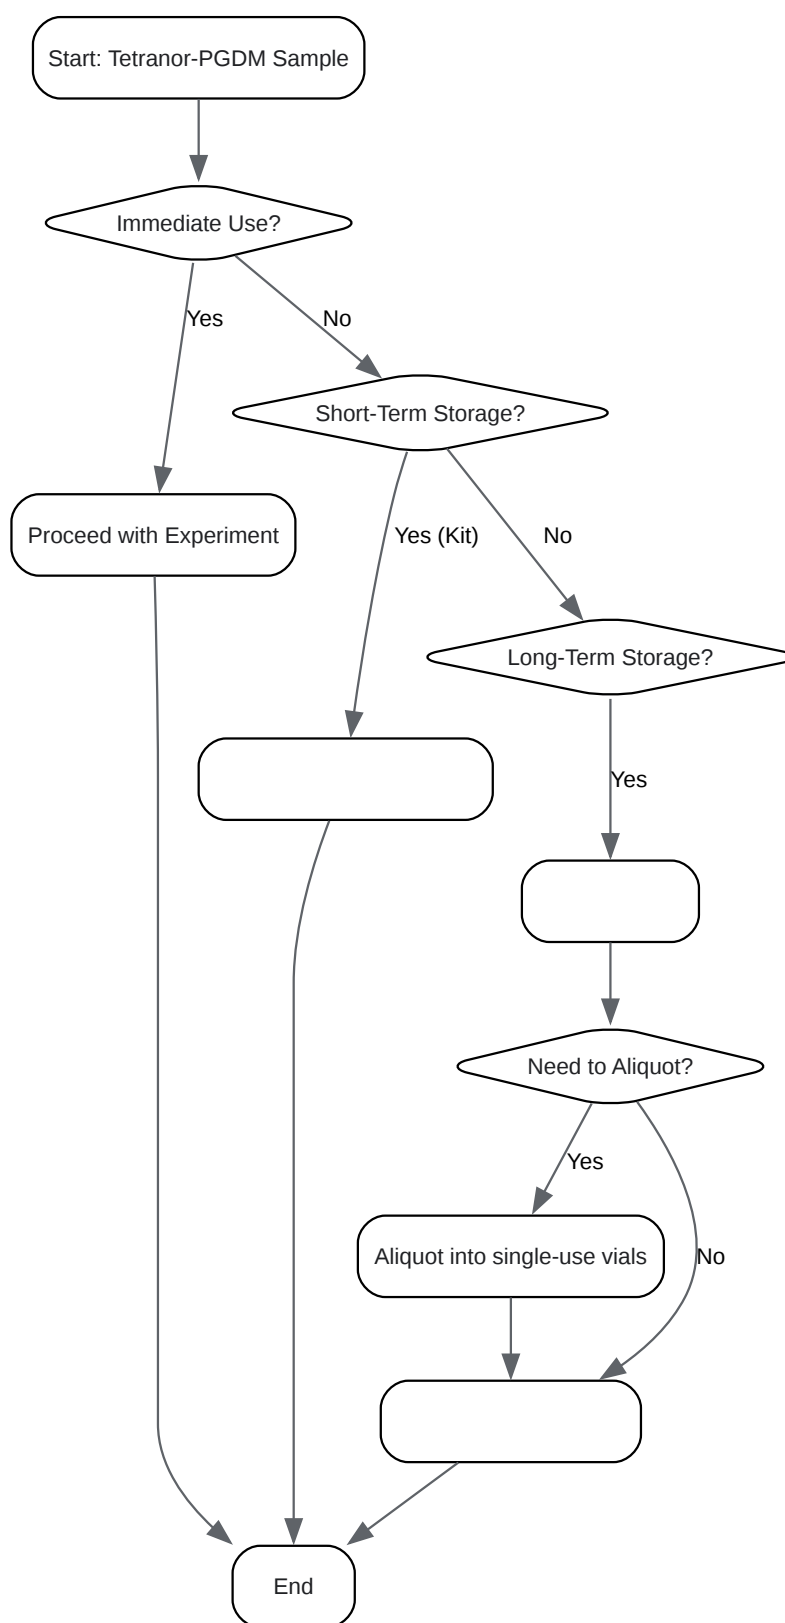 Start: Tetranor-PGDM Sample
Immediate Use?
Yes
No
Short-Term Storage?
Proceed with Experiment
Yes (Kit)
No
Long-Term Storage?
Yes
Need to Aliquot?
Yes
Aliquot into single-use vials
No
End